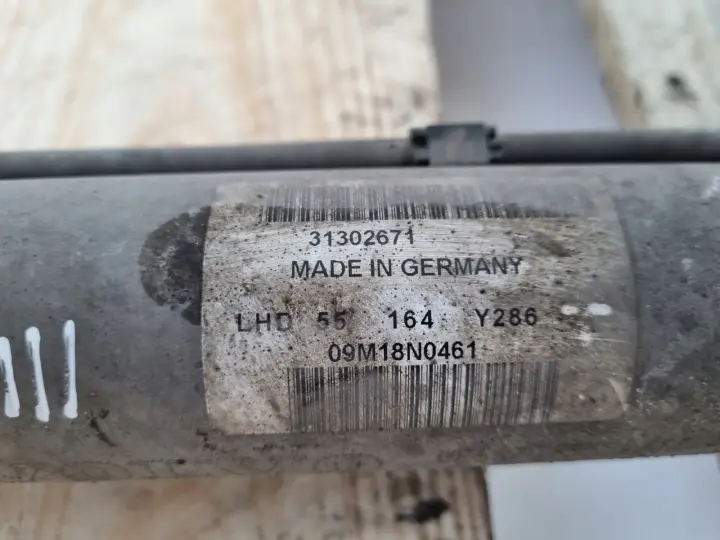 31302671
MADE IN GERMANY
LHD 55 164 Y286
09M18N0461